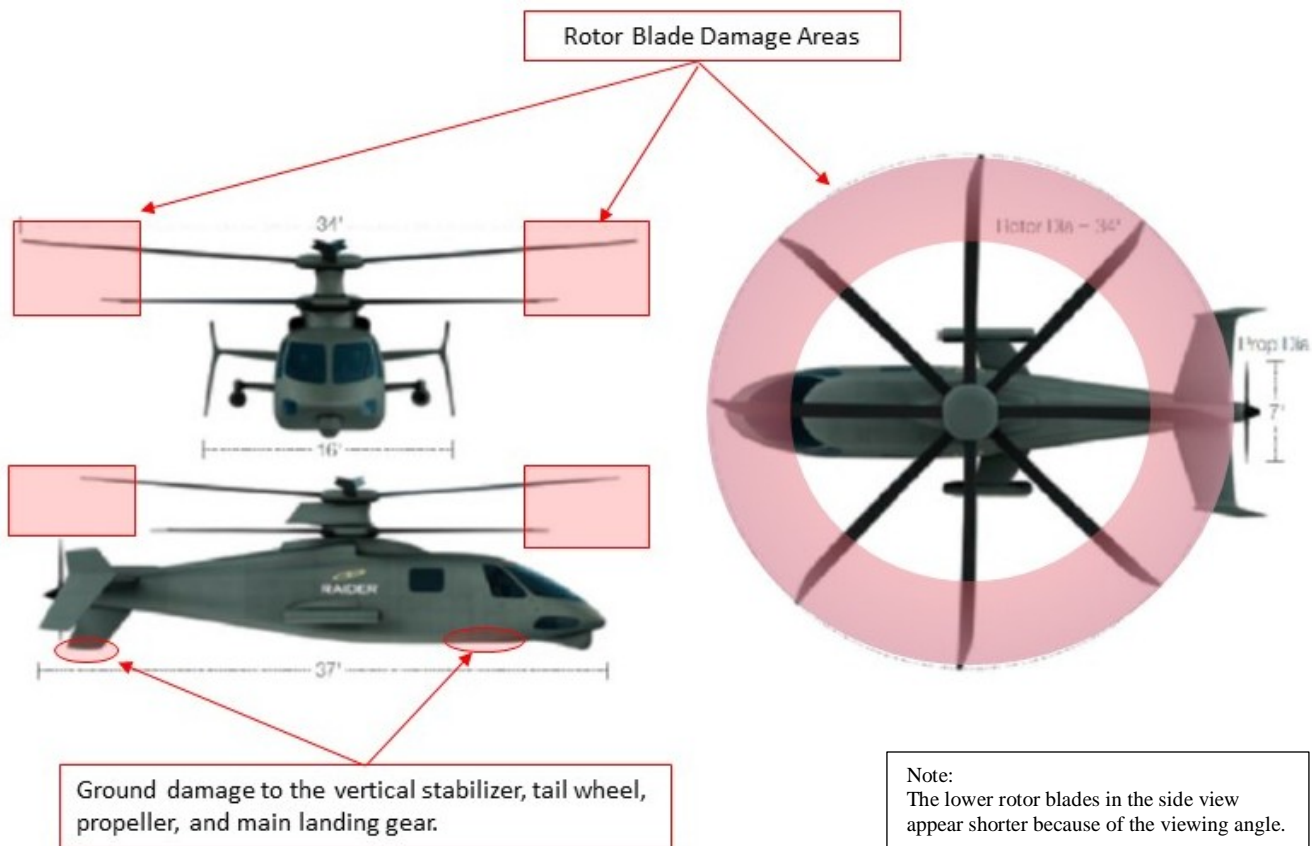 Rotor Blade Damage Areas
34'
Rotor Dia – 34'
Prop Dia
7'
16'
RAIDER
37'
Ground damage to the vertical stabilizer, tail wheel,
propeller, and main landing gear.
Note:
The lower rotor blades in the side view
appear shorter because of the viewing angle.